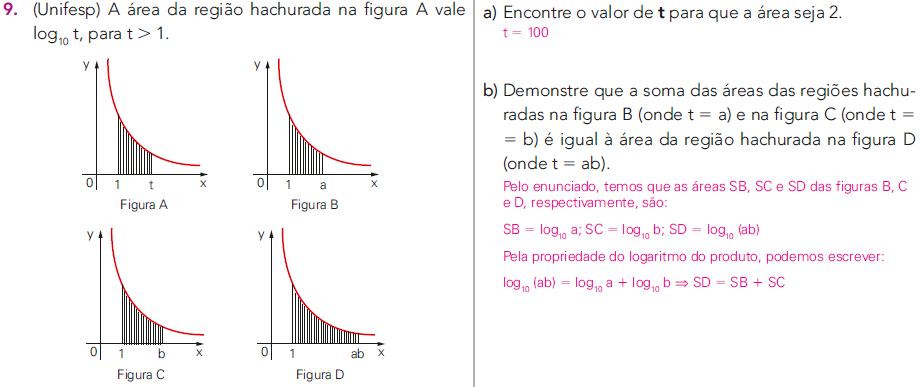 9. (Unifesp) A área da região hachurada na figura A vale
log₁₀ t, para t > 1.
y
0 1 t x
Figura A
y
0 1 a x
Figura B
y
0 1 b x
Figura C
y
0 1 ab x
Figura D
a) Encontre o valor de t para que a área seja 2.
t = 100
b) Demonstre que a soma das áreas das regiões hachu-
radas na figura B (onde t = a) e na figura C (onde t =
= b) é igual à área da região hachurada na figura D
(onde t = ab).
Pelo enunciado, temos que as áreas SB, SC e SD das figuras B, C
e D, respectivamente, são:
SB = log₁₀ a; SC = log₁₀ b; SD = log₁₀ (ab)
Pela propriedade do logaritmo do produto, podemos escrever:
log₁₀ (ab) = log₁₀ a + log₁₀ b ⇒ SD = SB + SC